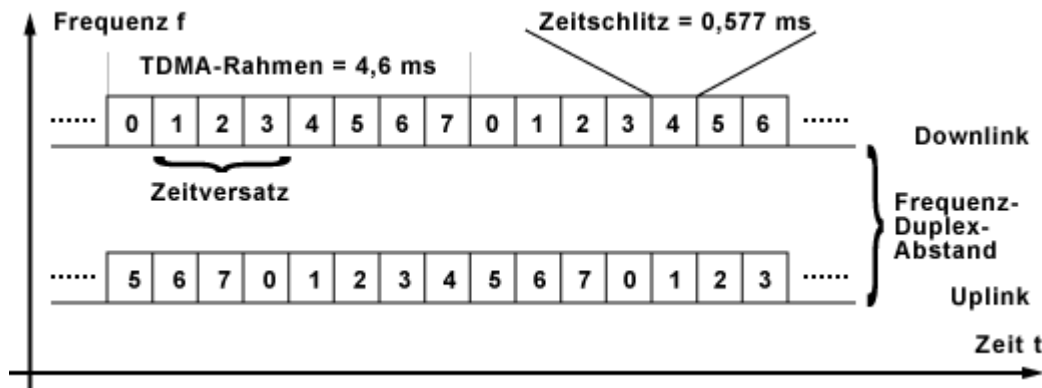 Frequenz f
Zeitschlitz = 0,577 ms
TDMA-Rahmen = 4,6 ms
...... 0 1 2 3 4 5 6 7 0 1 2 3 4 5 6 ......
Downlink
Zeitversatz
Frequenz-
Duplex-
Abstand
...... 5 6 7 0 1 2 3 4 5 6 7 0 1 2 3 ......
Uplink
Zeit t